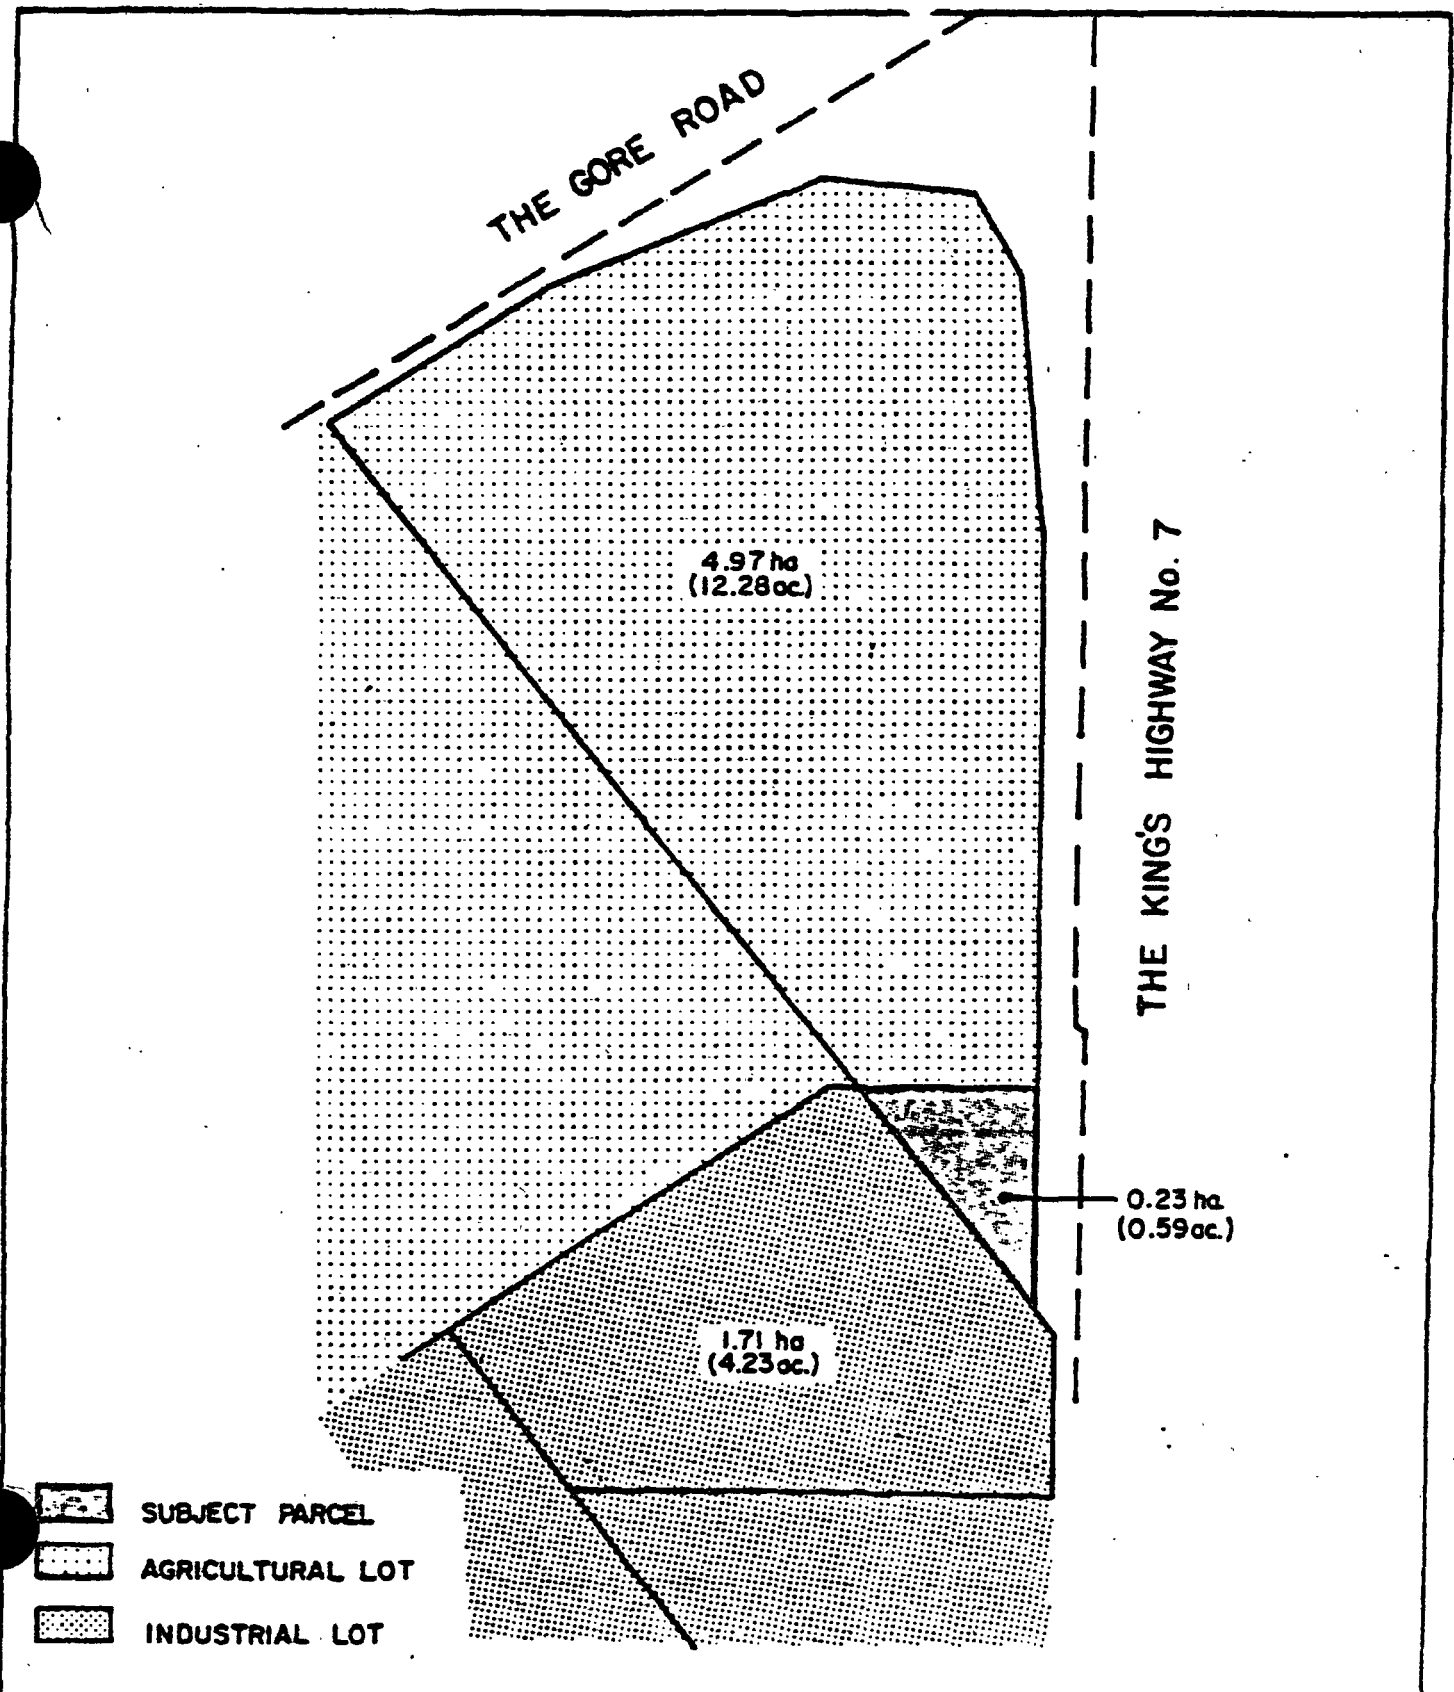 THE GORE ROAD
4.97 ha
(12.28 ac.)
THE KING'S HIGHWAY No. 7
0.23 ha.
(0.59 ac.)
1.71 ha
(4.23 ac.)
SUBJECT PARCEL
AGRICULTURAL LOT
INDUSTRIAL LOT